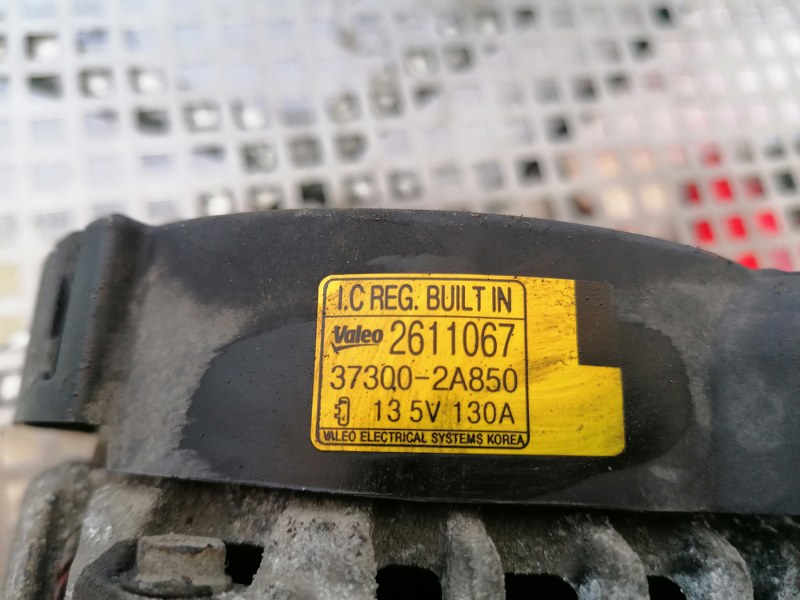 I.C REG. BUILT IN
Valeo 2611067
37300-2A850
13 5V 130A
VALEO ELECTRICAL SYSTEMS KOREA